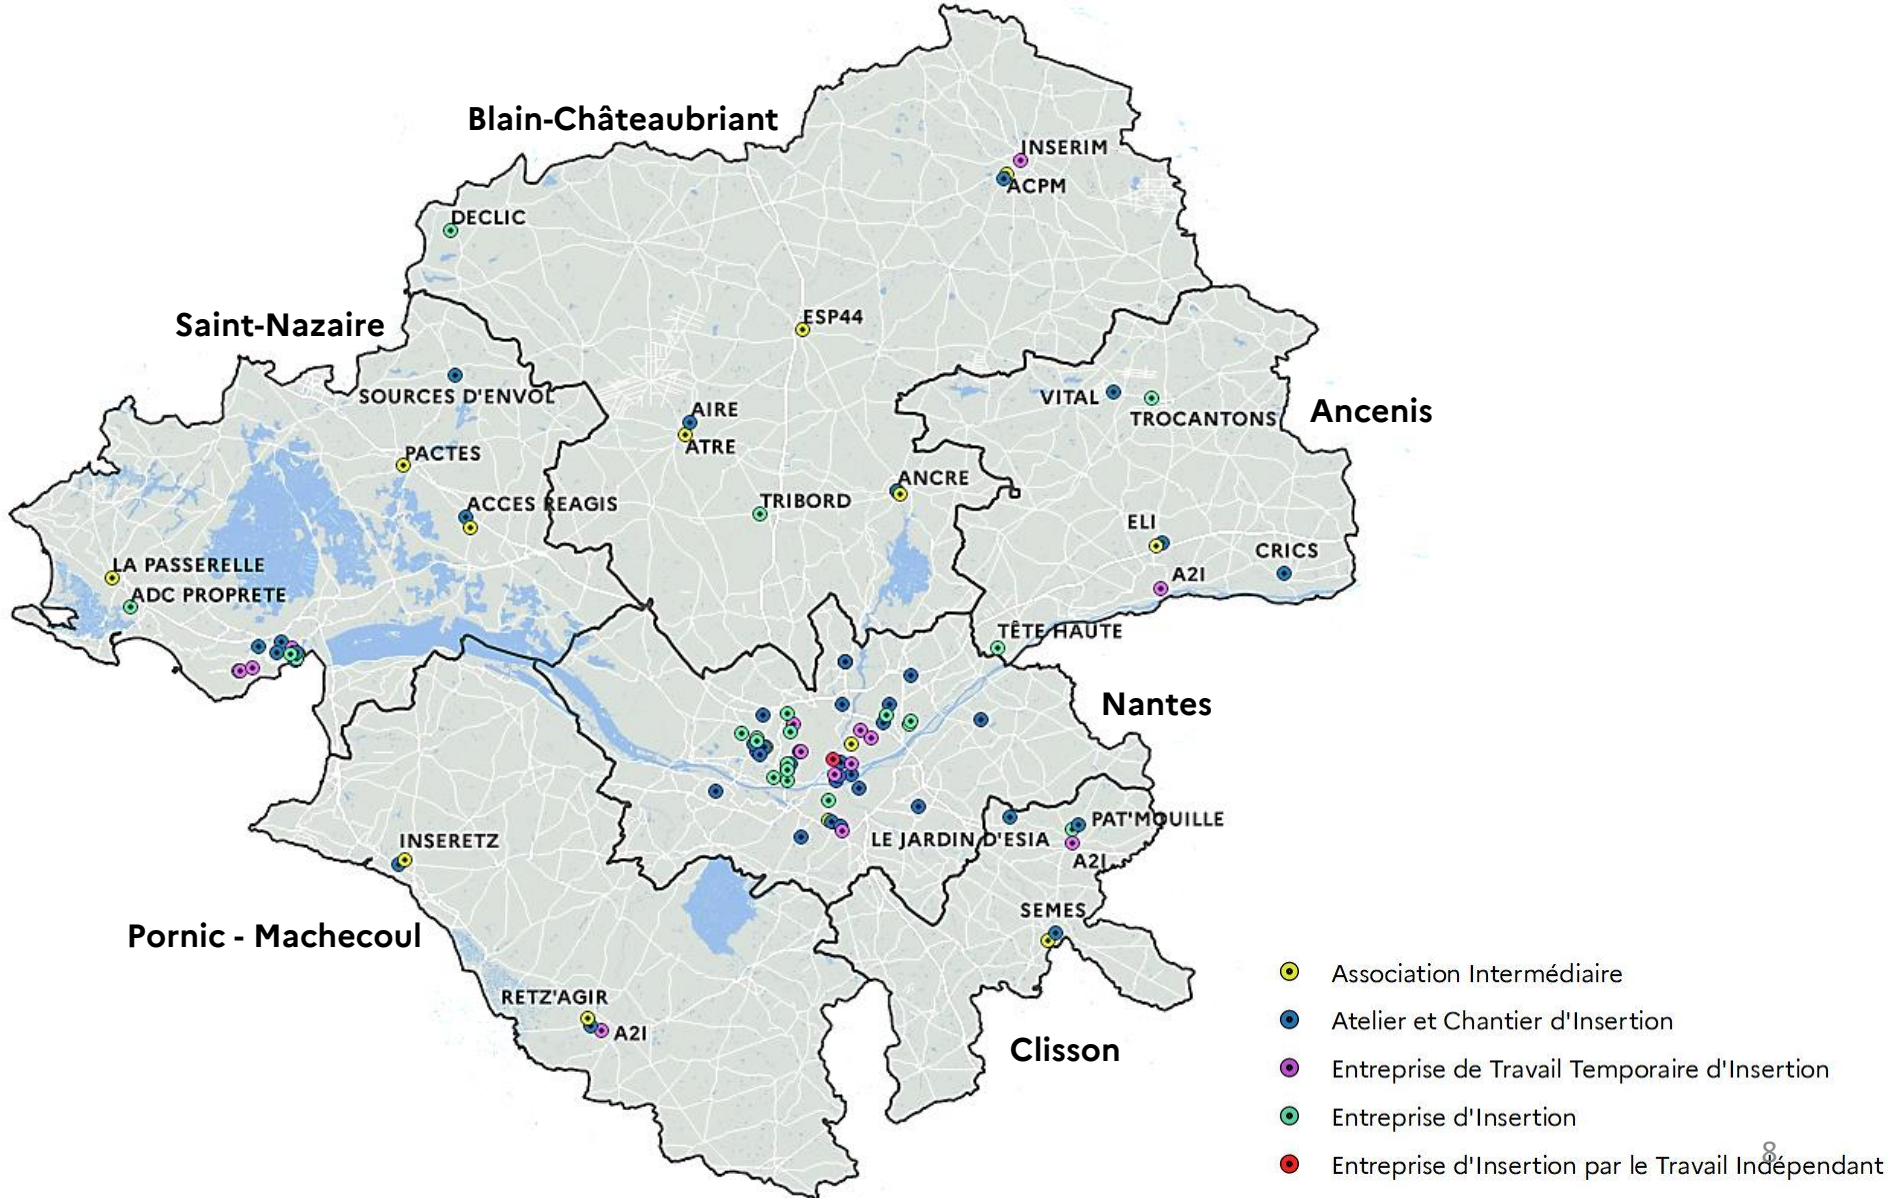 Blain-Châteaubriant
INSERIM
ACPM
DECLIC
ESP44
Saint-Nazaire
SOURCES D'ENVOL
VITAL
TROCANTONS
Ancenis
AIRE
ATRE
PACTES
ANCRE
ACCES REAGIS
TRIBORD
ELI
CRICS
LA PASSERELLE
A2I
ADC PROPRETE
TÊTE HAUTE
Nantes
PAT'MOUILLE
LE JARDIN D'ESIA
INSERETZ
A2I
SEMES
Pornic - Machecoul
RETZ'AGIR
A2I
Clisson
Association Intermédiaire
Atelier et Chantier d'Insertion
Entreprise de Travail Temporaire d'Insertion
Entreprise d'Insertion
8
Entreprise d'Insertion par le Travail Indépendant